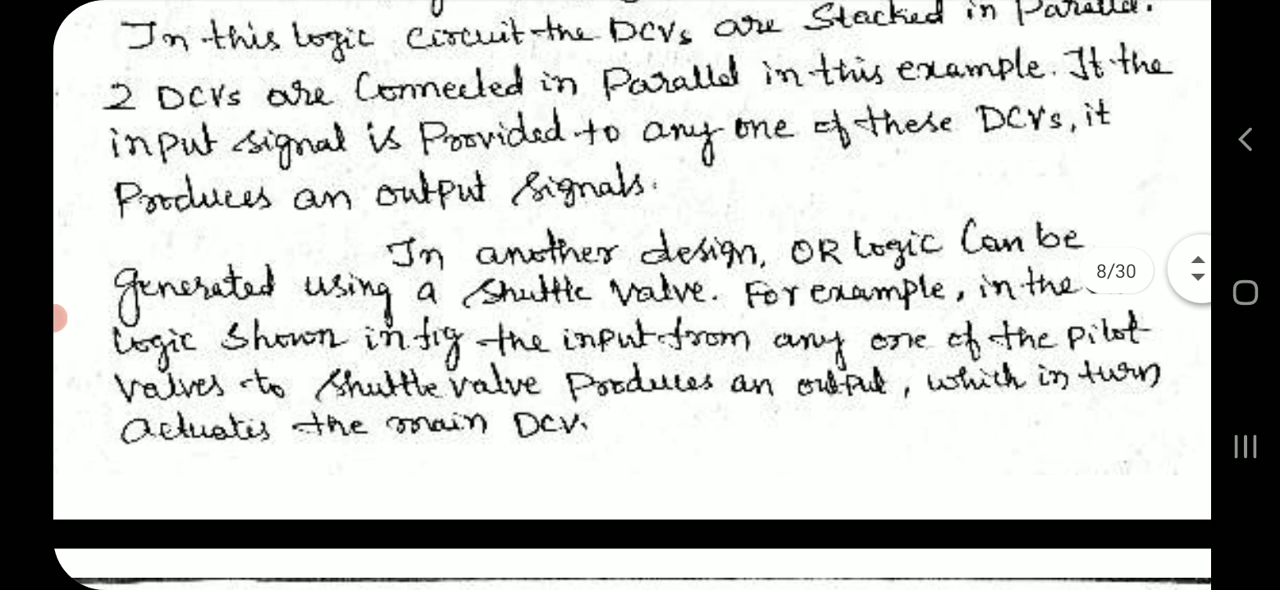 In this logic circuit the DCVs are Stacked in Parallel.
2 DCVs are Connected in Parallel in this example. If the
input signal is Provided to any one of these DCVs, it
Produces an output signals.
In another design, OR logic Can be
generated using a shuttle valve. For example, in the
8/30
logic shown in fig the input from any one of the Pilot
valves to shuttle valve Produces an output, which in turn
actuates the main DCV.